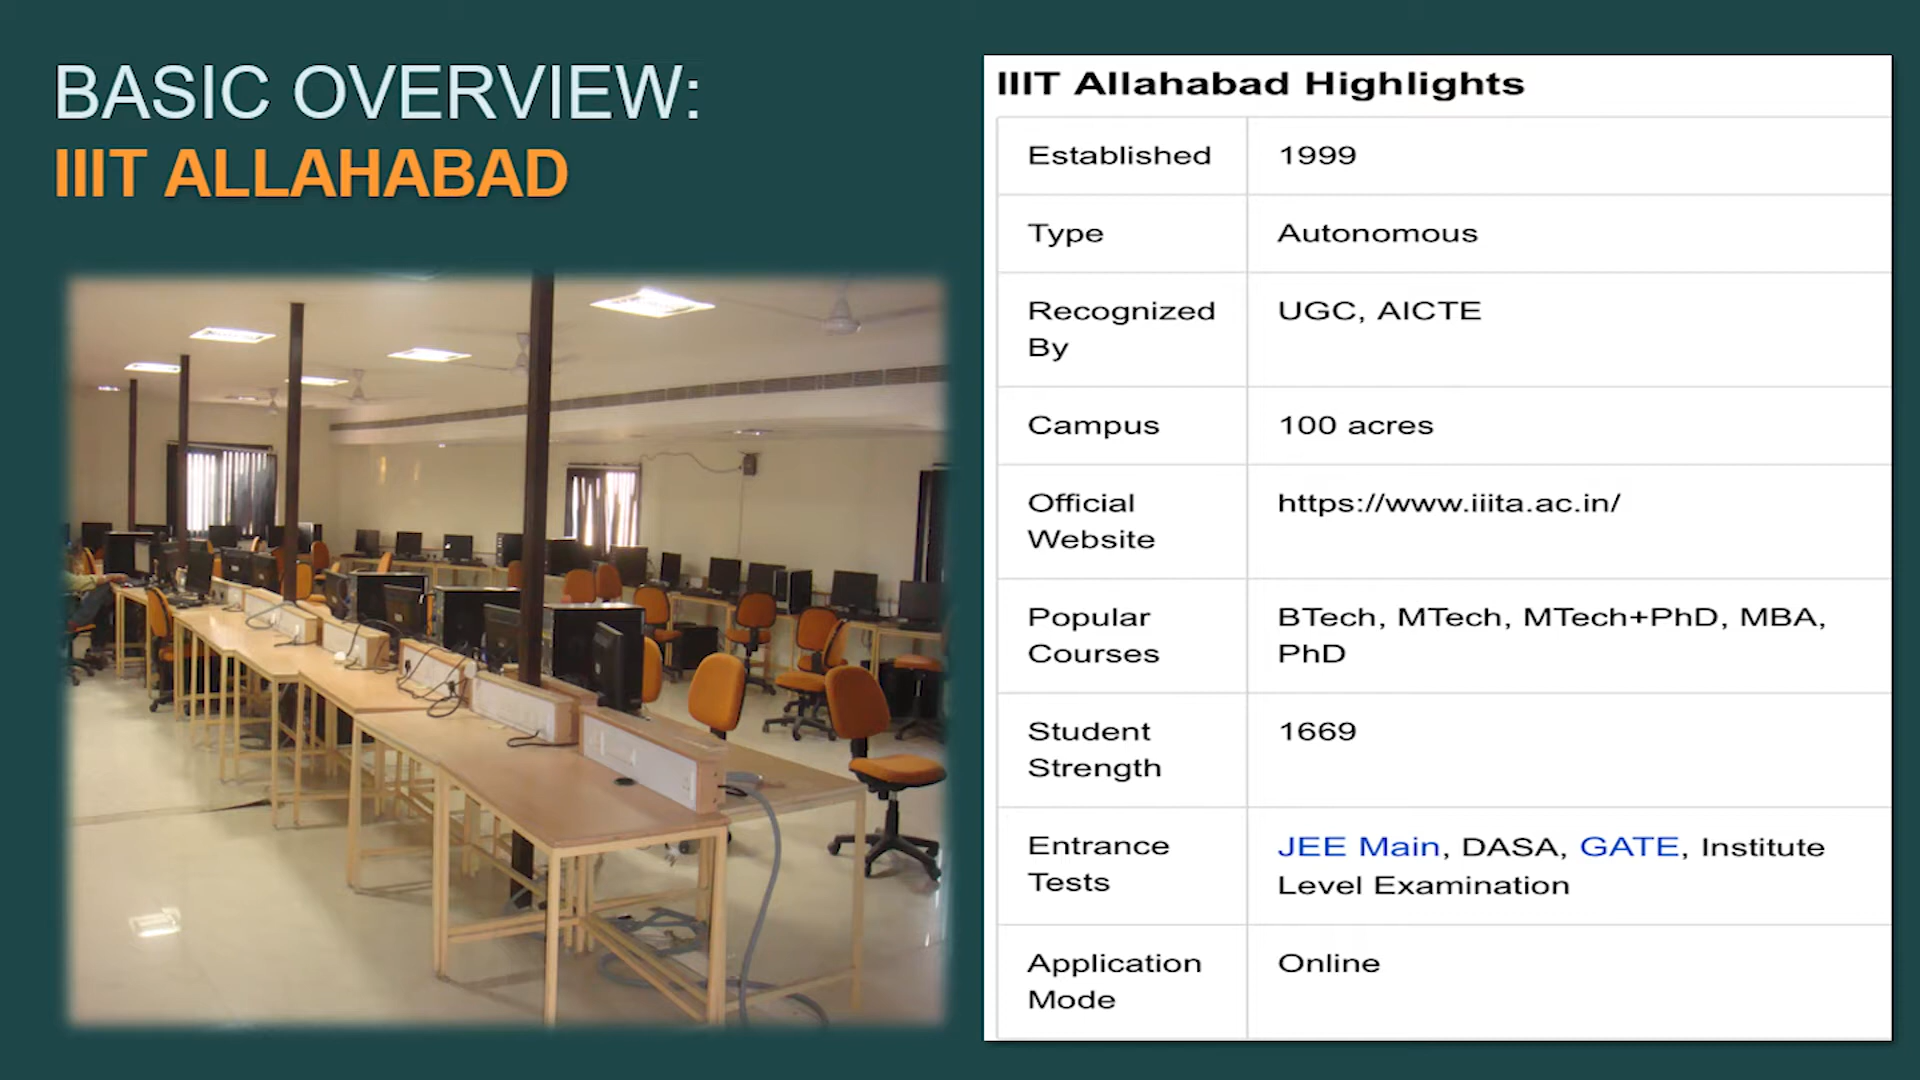 BASIC OVERVIEW:
IIIT ALLAHABAD
IIIT Allahabad Highlights
Established 1999
Type Autonomous
Recognized By UGC, AICTE
Campus 100 acres
Official Website https://www.iiita.ac.in/
Popular Courses BTech, MTech, MTech+PhD, MBA, PhD
Student Strength 1669
Entrance Tests JEE Main, DASA, GATE, Institute Level Examination
Application Mode Online